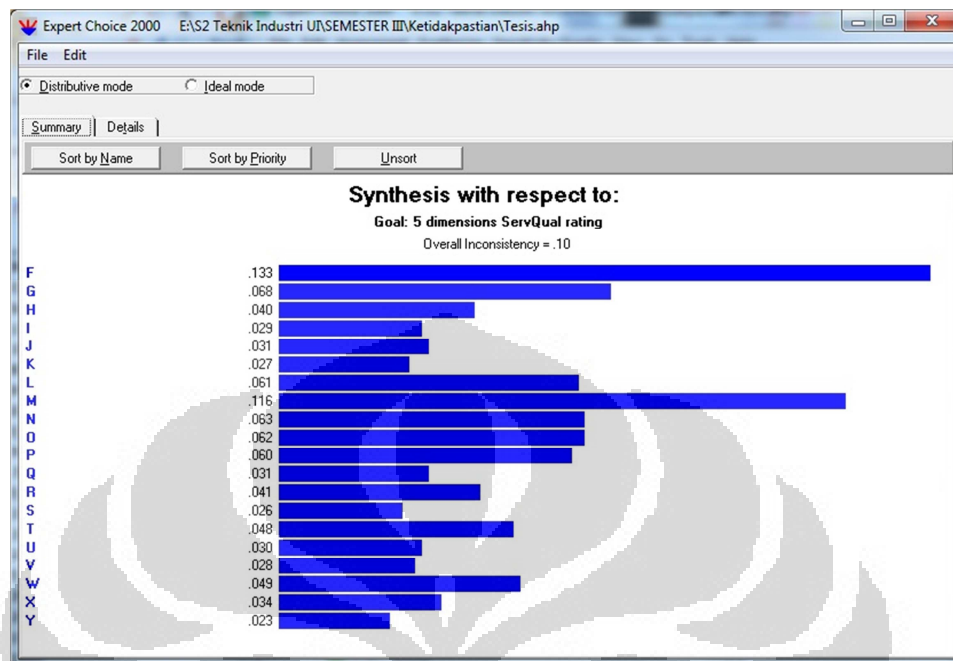 Expert Choice 2000 E:\S2 Teknik Industri UI\SEMESTER III\Ketidakpastian\Tesis.ahp
File Edit
Distributive mode Ideal mode
Summary Details
Sort by Name Sort by Priority Unsort
Synthesis with respect to:
Goal: 5 dimensions ServQual rating
Overall Inconsistency = .10
F .133
G .068
H .040
I .029
J .031
K .027
L .061
M .116
N .063
O .062
P .060
Q .031
R .041
S .026
T .048
U .030
V .028
W .049
X .034
Y .023